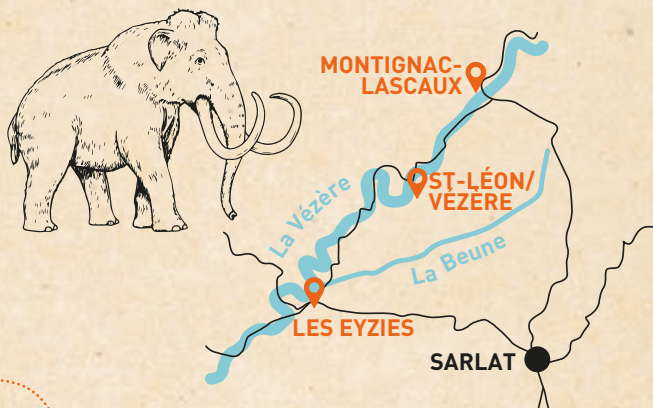 MONTIGNAC-
LASCAUX
ST-LÉON/
VÉZÈRE
La Vézère
La Beune
LES EYZIES
SARLAT